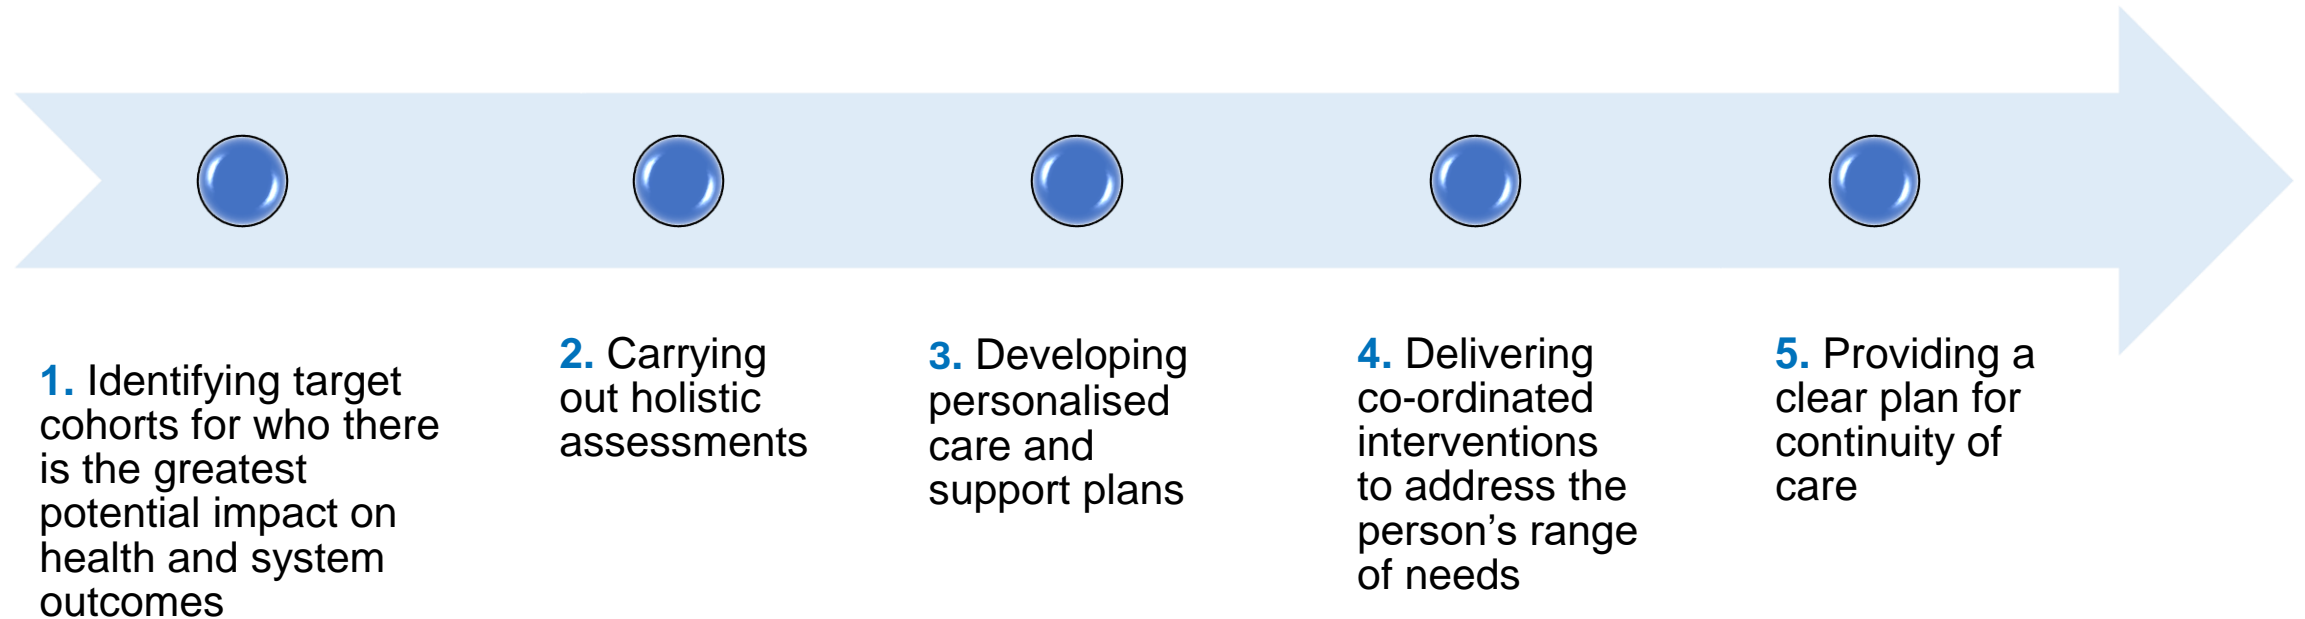 1. Identifying target
cohorts for who there
is the greatest
potential impact on
health and system
outcomes
2. Carrying
out holistic
assessments
3. Developing
personalised
care and
support plans
4. Delivering
co-ordinated
interventions
to address the
person’s range
of needs
5. Providing a
clear plan for
continuity of
care